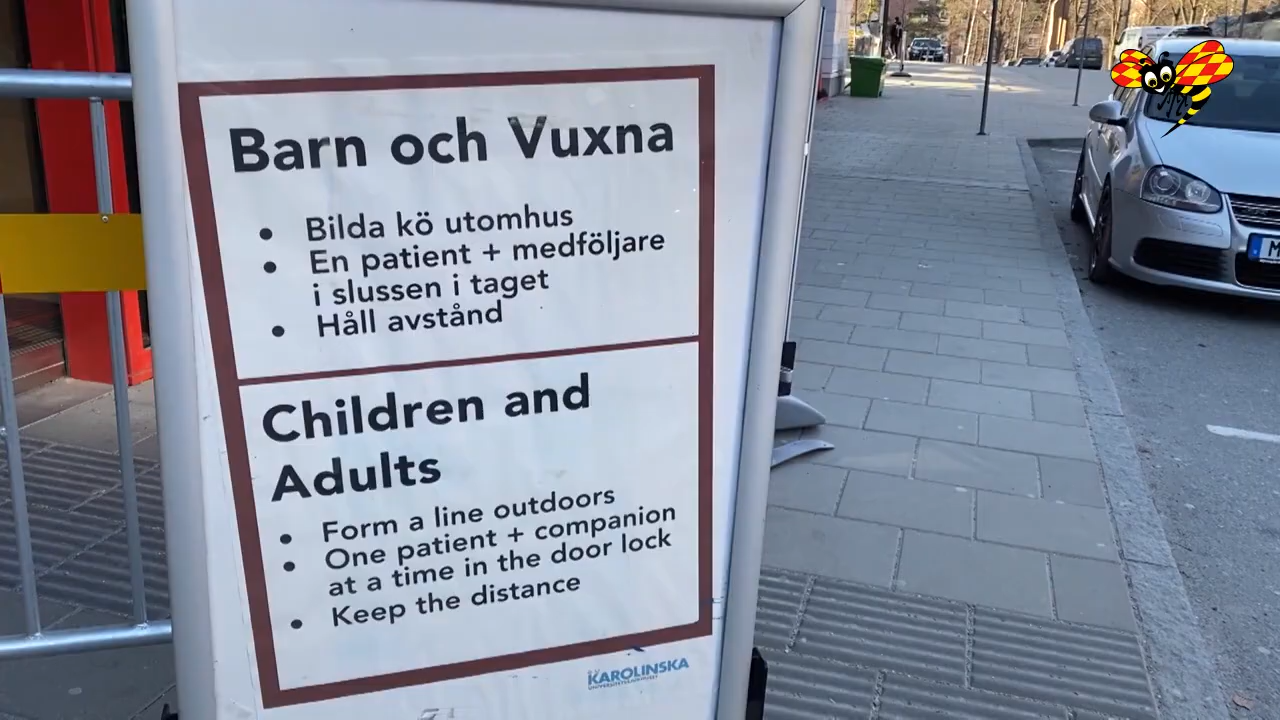 Barn och Vuxna
• Bilda kö utomhus
• En patient + medföljare
i slussen i taget
• Håll avstånd
Children and
Adults
• Form a line outdoors
• One patient + companion
at a time in the door lock
• Keep the distance
KAROLINSKA
UNIVERSITETSSJUKHUSET
M